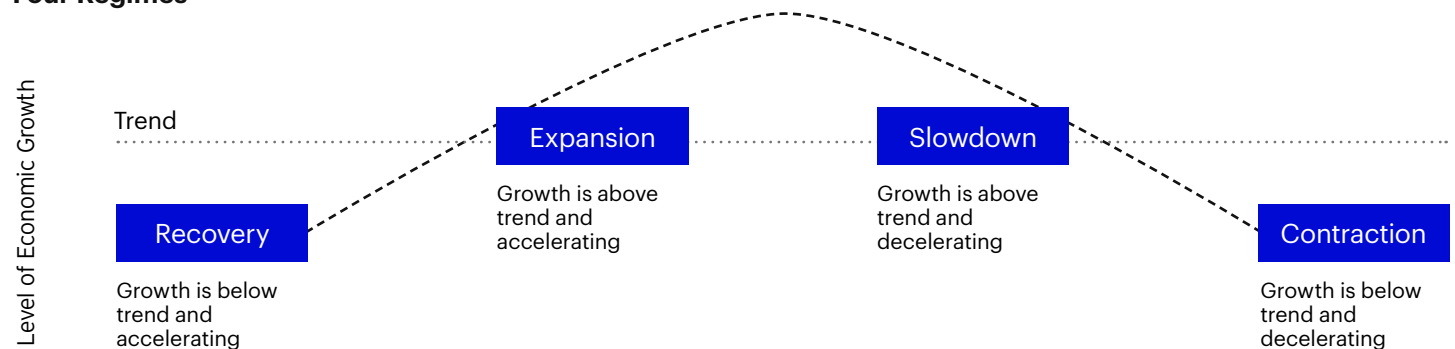 Four Regimes
Level of Economic Growth
Trend
Expansion
Growth is above
trend and
accelerating
Slowdown
Growth is above
trend and
decelerating
Recovery
Growth is below
trend and
accelerating
Contraction
Growth is below
trend and
decelerating